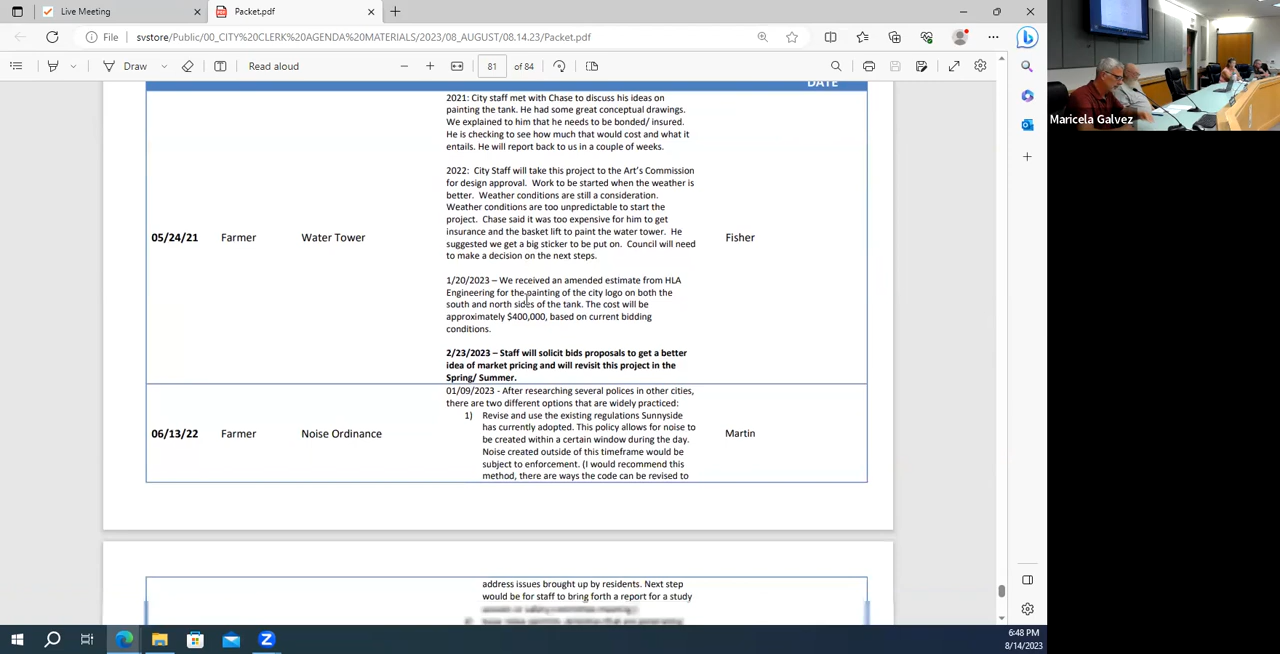 Live Meeting
Packet.pdf
File
svstore/Public/00_CITY%20CLERK%20AGENDA%20MATERIALS/2023/08_AUGUST/08.14.23/Packet.pdf
Draw
Read aloud
81
of 84
Maricela Galvez
DATE
2021: City staff met with Chase to discuss his ideas on
painting the tank. He had some great conceptual drawings.
We explained to him that he needs to be bonded/ insured.
He is checking to see how much that would cost and what it
entails. He will report back to us in a couple of weeks.
2022: City Staff will take this project to the Art's Commission
for design approval. Work to be started when the weather is
better. Weather conditions are still a consideration.
Weather conditions are too unpredictable to start the
project. Chase said it was too expensive for him to get
insurance and the basket lift to paint the water tower. He
suggested we get a big sticker to be put on. Council will need
to make a decision on the next steps.
05/24/21
Farmer
Water Tower
Fisher
1/20/2023 – We received an amended estimate from HLA
Engineering for the painting of the city logo on both the
south and north sides of the tank. The cost will be
approximately $400,000, based on current bidding
conditions.
2/23/2023 – Staff will solicit bids proposals to get a better
idea of market pricing and will revisit this project in the
Spring/ Summer.
01/09/2023 - After researching several polices in other cities,
there are two different options that are widely practiced:
1) Revise and use the existing regulations Sunnyside
has currently adopted. This policy allows for noise to
be created within a certain window during the day.
Noise created outside of this timeframe would be
subject to enforcement. (I would recommend this
method, there are ways the code can be revised to
06/13/22
Farmer
Noise Ordinance
Martin
address issues brought up by residents. Next step
would be for staff to bring forth a report for a study
6:48 PM
8/14/2023